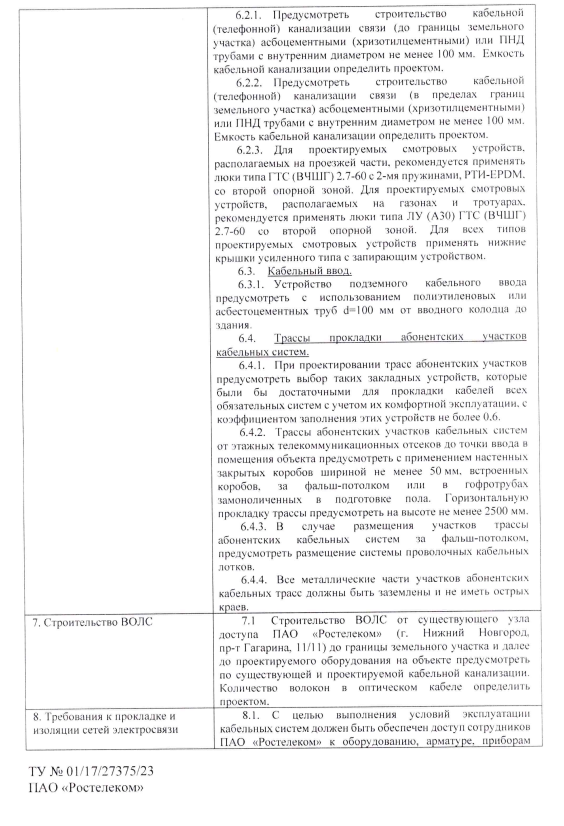 6.2.1. Предусмотреть строительство кабельной
(телефонной) канализации связи (до границы земельного
участка) асбоцементными (хризотилцементными) или ПНД
трубами с внутренним диаметром не менее 100 мм. Емкость
кабельной канализации определить проектом.
6.2.2. Предусмотреть строительство кабельной
(телефонной) канализации связи (в пределах границ
земельного участка) асбоцементными (хризотилцементными)
или ПНД трубами с внутренним диаметром не менее 100 мм.
Емкость кабельной канализации определить проектом.
6.2.3. Для проектируемых смотровых устройств,
располагаемых на проезжей части, рекомендуется применять
люки типа ГТС (ВЧШГ) 2.7-60 с 2-мя пружинами, РТИ-EPDM,
со второй опорной зоной. Для проектируемых смотровых
устройств, располагаемых на газонах и тротуарах,
рекомендуется применять люки типа ЛУ (А30) ГТС (ВЧШГ)
2.7-60 со второй опорной зоной. Для всех типов
проектируемых смотровых устройств применять нижние
крышки усиленного типа с запирающим устройством.
6.3. Кабельный ввод.
6.3.1. Устройство подземного кабельного ввода
предусмотреть с использованием полиэтиленовых или
асбестоцементных труб d=100 мм от вводного колодца до
здания.
6.4. Трассы прокладки абонентских участков
кабельных систем.
6.4.1. При проектировании трасс абонентских участков
предусмотреть выбор таких закладных устройств, которые
были бы достаточными для прокладки кабелей всех
обязательных систем с учетом их комфортной эксплуатации, с
коэффициентом заполнения этих устройств не более 0,6.
6.4.2. Трассы абонентских участков кабельных систем
от этажных телекоммуникационных отсеков до точки ввода в
помещения объекта предусмотреть с применением настенных
закрытых коробов шириной не менее 50 мм, встроенных
коробов, за фальш-потолком или в гофротрубах
замоноличенных в подготовке пола. Горизонтальную
прокладку трассы предусмотреть на высоте не менее 2500 мм.
6.4.3. В случае размещения участков трассы
абонентских кабельных систем за фальш-потолком,
предусмотреть размещение системы проволочных кабельных
лотков.
6.4.4. Все металлические части участков абонентских
кабельных трасс должны быть заземлены и не иметь острых
краев.
7. Строительство ВОЛС
7.1 Строительство ВОЛС от существующего узла
доступа ПАО «Ростелеком» (г. Нижний Новгород,
пр-т Гагарина, 11/11) до границы земельного участка и далее
до проектируемого оборудования на объекте предусмотреть
по существующей и проектируемой кабельной канализации.
Количество волокон в оптическом кабеле определить
проектом.
8. Требования к прокладке и
изоляции сетей электросвязи
8.1. С целью выполнения условий эксплуатации
кабельных систем должен быть обеспечен доступ сотрудников
ПАО «Ростелеком» к оборудованию, арматуре, приборам
ТУ № 01/17/27375/23
ПАО «Ростелеком»